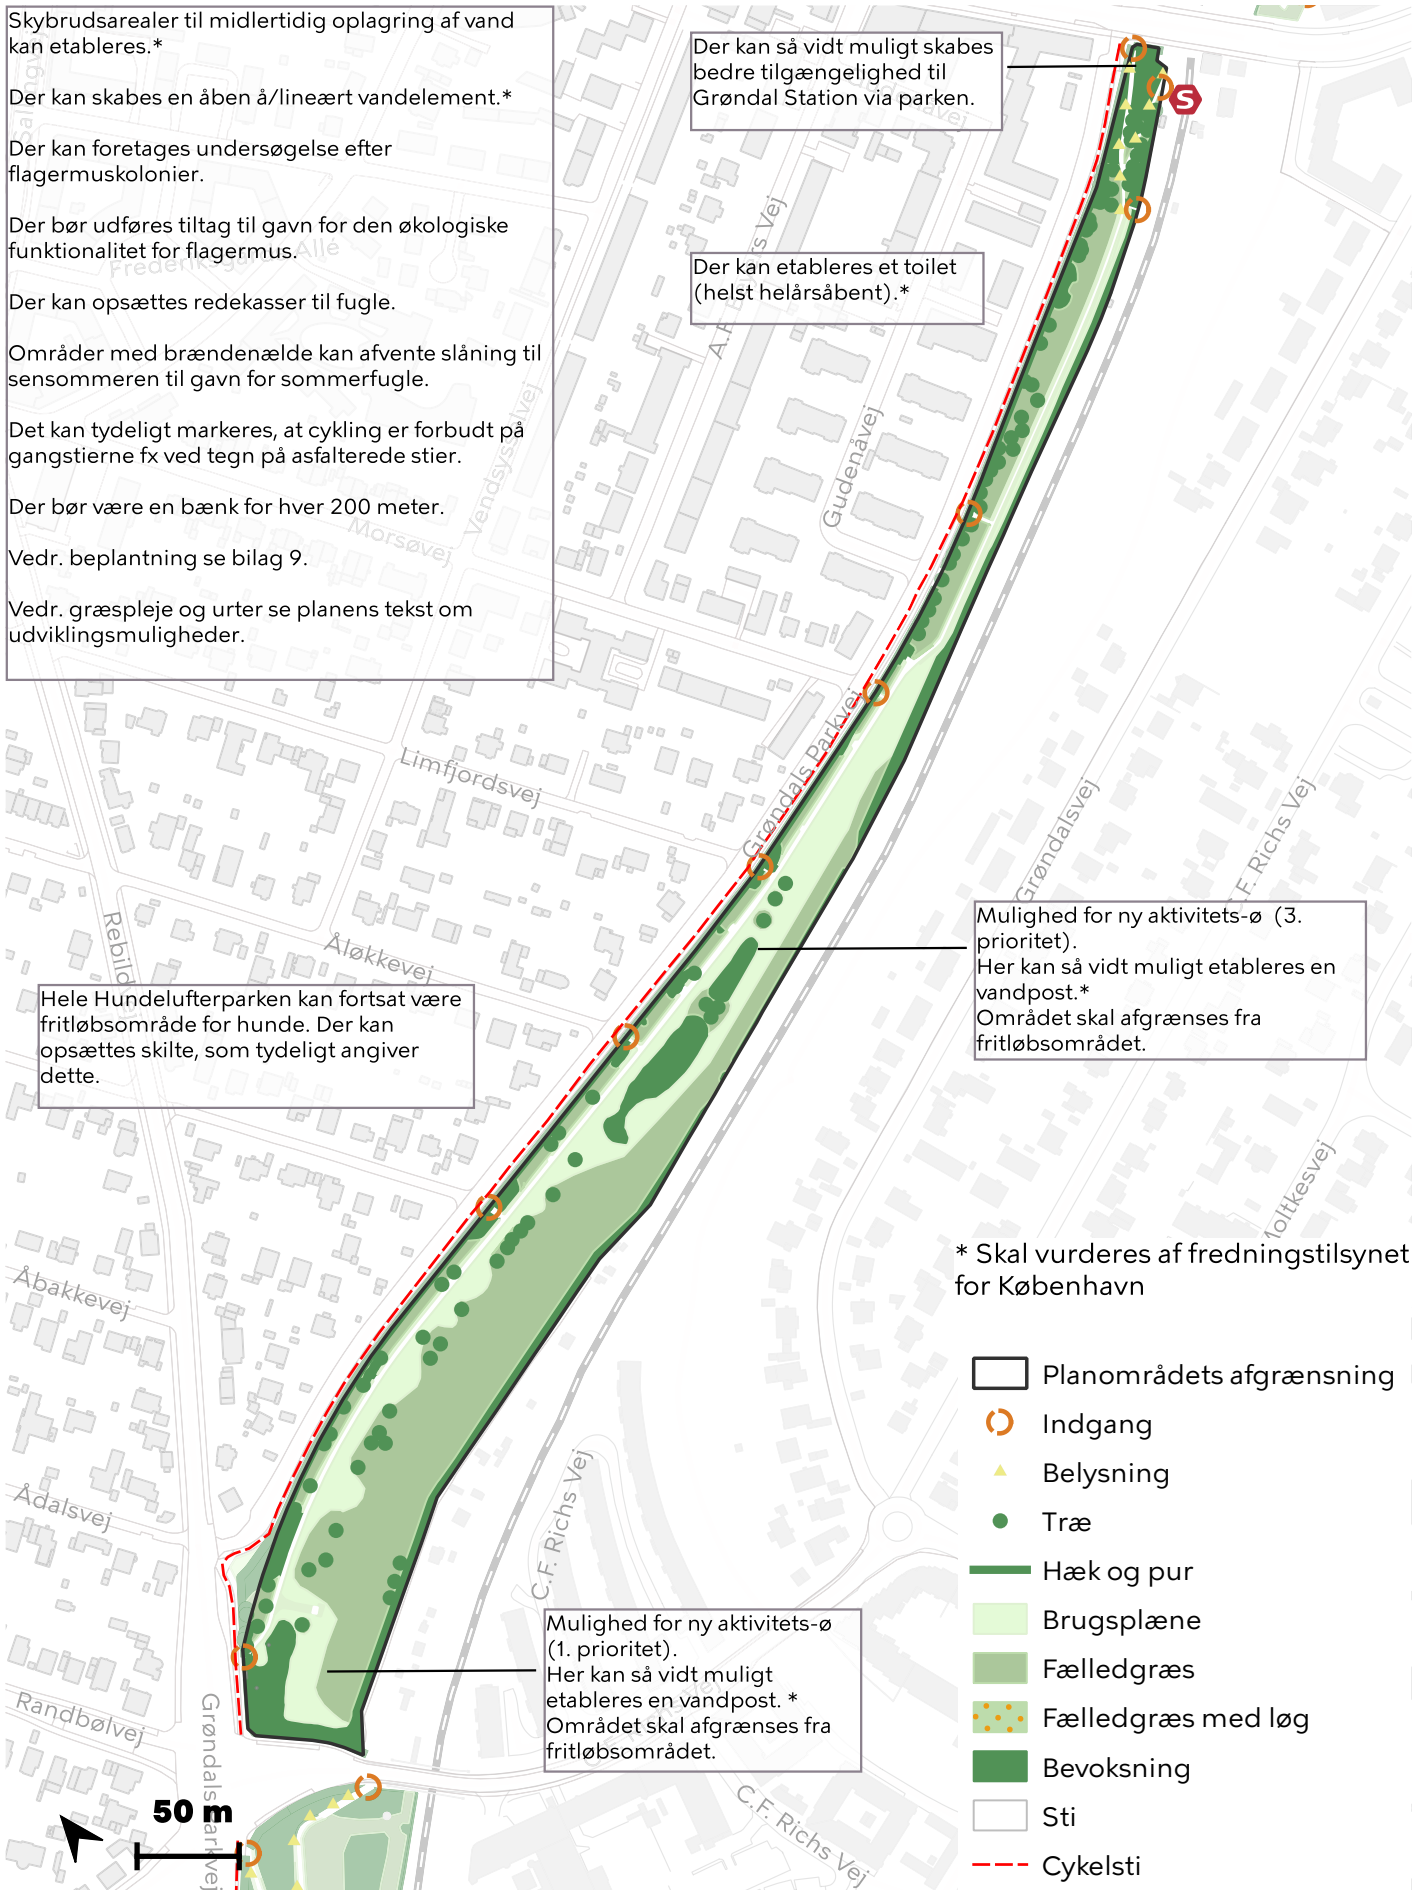 Skybrudsarealer til midlertidig oplagring af vand
kan etableres.*
Der kan skabes en åben å/lineært vandelement.*
Der kan foretages undersøgelse efter
flagermuskolonier.
Der bør udføres tiltag til gavn for den økologiske
funktionalitet for flagermus.
Der kan opsættes redekasser til fugle.
Områder med brændenælde kan afvente slåning til
sensommeren til gavn for sommerfugle.
Det kan tydeligt markeres, at cykling er forbudt på
gangstierne fx ved tegn på asfalterede stier.
Der bør være en bænk for hver 200 meter.
Vedr. beplantning se bilag 9.
Vedr. græspleje og urter se planens tekst om
udviklingsmuligheder.
Der kan så vidt muligt skabes
bedre tilgængelighed til
Grøndal Station via parken.
S
Der kan etableres et toilet
(helst helårsåbent).*
Vej
Gudenåvej
Vendsysselvej
Morsøvej
Limfjordsvej
Grøndals Parkvej
Grøndalsvej
C.F. Richs Vej
Rebild
Åløkkevej
Mulighed for ny aktivitets-ø (3.
prioritet).
Her kan så vidt muligt etableres en
vandpost.*
Området skal afgrænses fra
fritløbsområdet.
Hele Hundelufterparken kan fortsat være
fritløbsområde for hunde. Der kan
opsættes skilte, som tydeligt angiver
dette.
Moltkesvej
Åbakkevej
Ådalsvej
C.F. Richs Vej
Randbølvej
Grøndals Parkvej
C.F. Richs Vej
Mulighed for ny aktivitets-ø
(1. prioritet).
Her kan så vidt muligt
etableres en vandpost. *
Området skal afgrænses fra
fritløbsområdet.
50 m
* Skal vurderes af fredningstilsynet
for København
Planområdets afgrænsning
Indgang
Belysning
Træ
Hæk og pur
Brugsplæne
Fælledgræs
Fælledgræs med løg
Bevoksning
Sti
Cykelsti